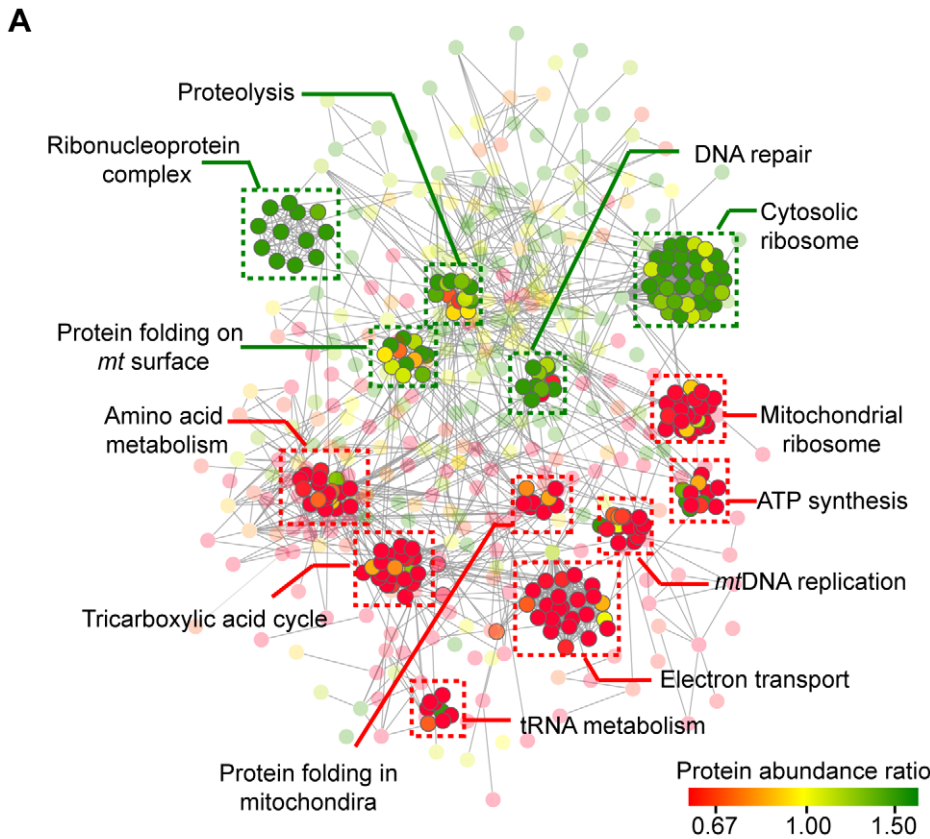 A
Proteolysis
Ribonucleoprotein
complex
DNA repair
Cytosolic
ribosome
Protein folding on
mt surface
Amino acid
metabolism
Mitochondrial
ribosome
ATP synthesis
mtDNA replication
Tricarboxylic acid cycle
Electron transport
tRNA metabolism
Protein folding in
mitochondira
Protein abundance ratio
0.67 1.00 1.50